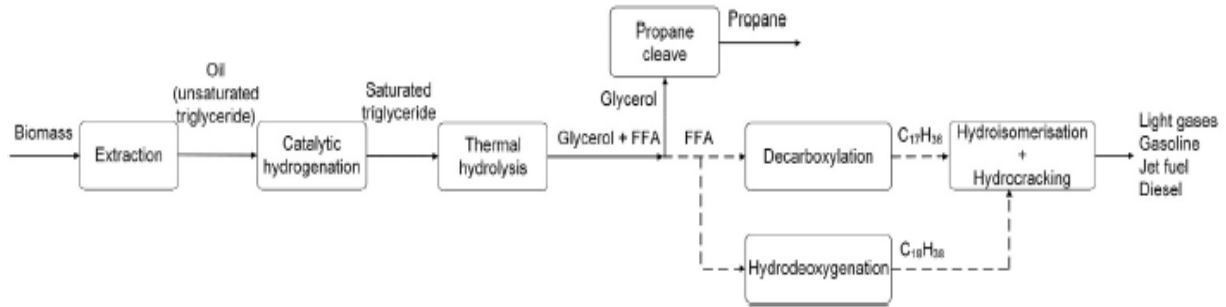 Biomass
Extraction
Oil
(unsaturated
triglyceride)
Catalytic
hydrogenation
Saturated
triglyceride
Thermal
hydrolysis
Glycerol + FFA
Glycerol
Propane
cleave
Propane
FFA
Decarboxylation
C₁₇H₃₆
Hydrodeoxygenation
C₁₈H₃₈
Hydroisomerisation
+
Hydrocracking
Light gases
Gasoline
Jet fuel
Diesel